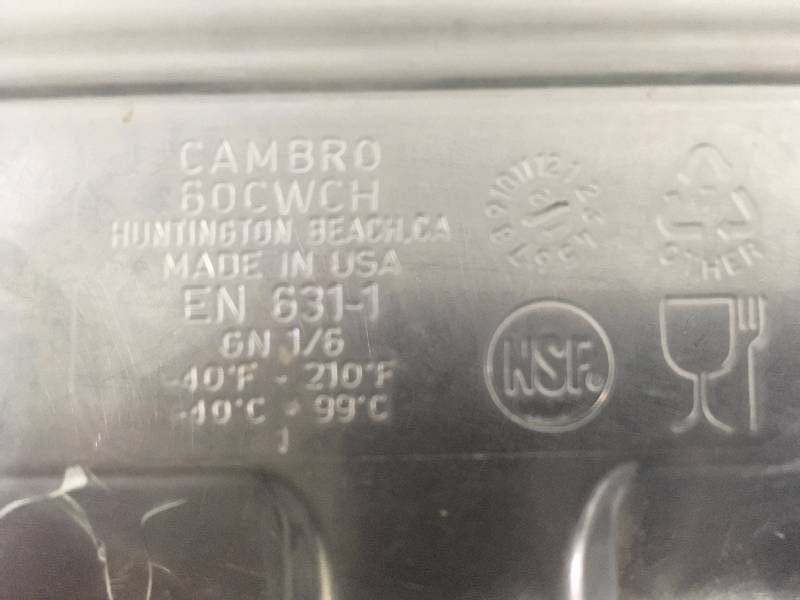 CAMBRO
60CWCH
HUNTINGTON BEACH, CA
MADE IN USA
EN 631-1
GN 1/6
-40°F - 210°F
-40°C - 99°C
1
NSF.
OTHER